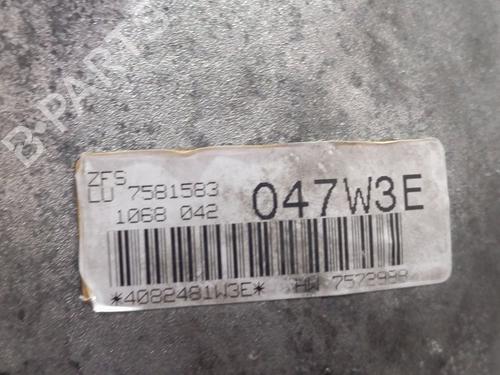 B-PARTS
ZFS
LU 7581583
1068 042
047W3E
*4082481W3E* HW 7572988